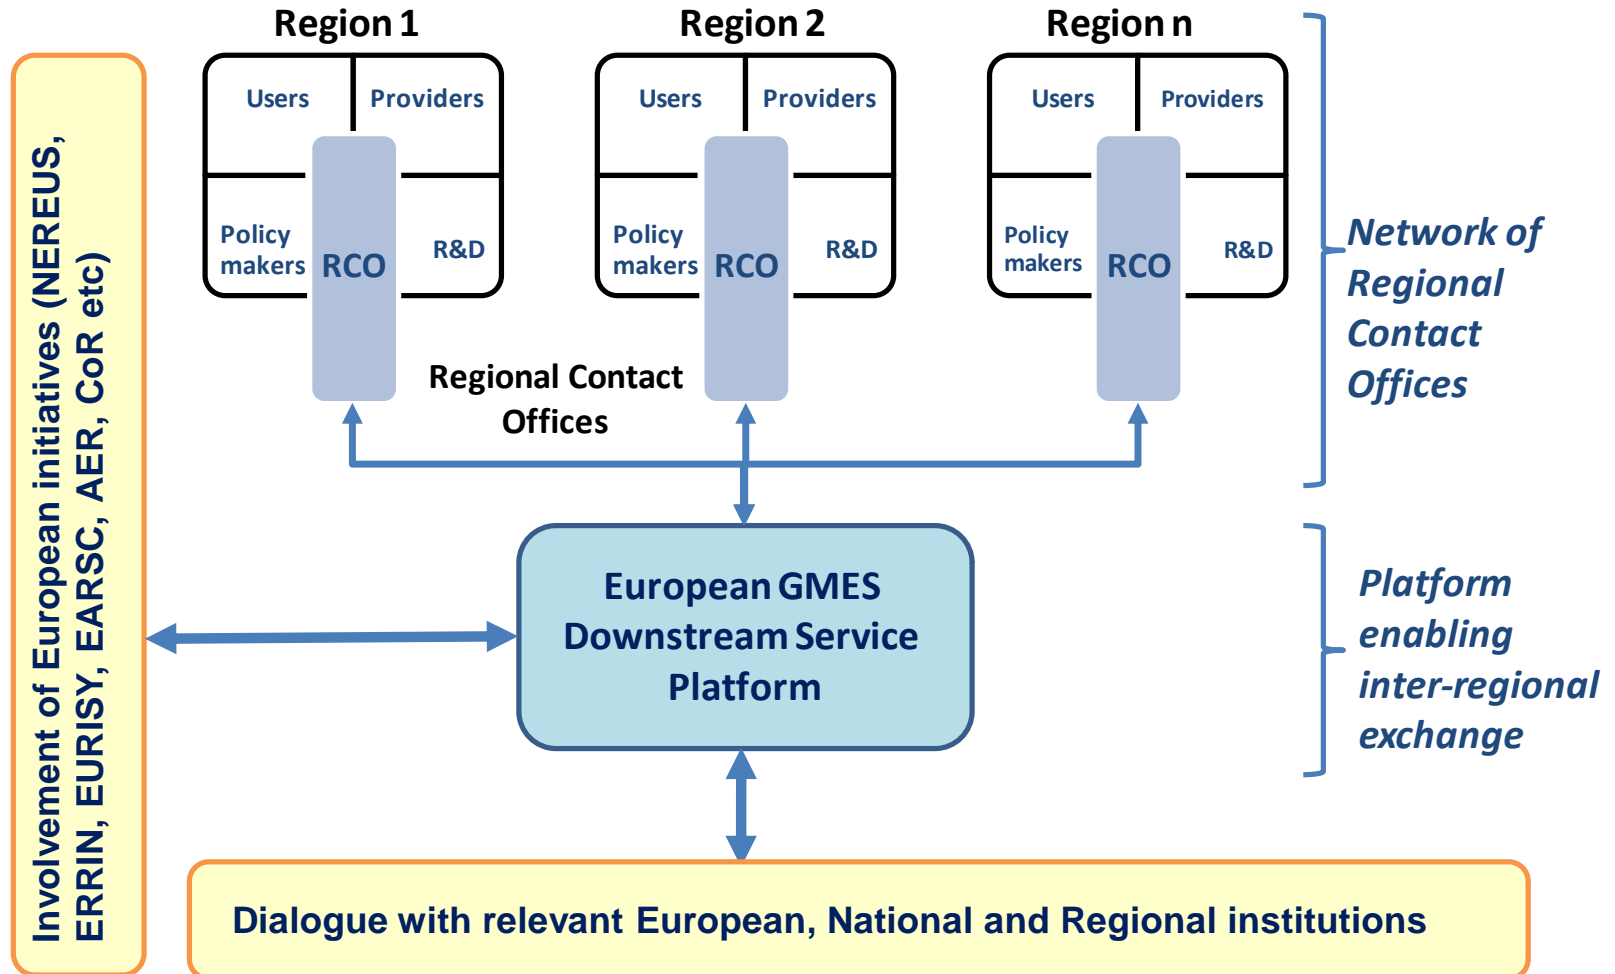 Region 1
Region 2
Region n
Users
Providers
Policy
makers
R&D
RCO
Users
Providers
Policy
makers
R&D
RCO
Users
Providers
Policy
makers
R&D
RCO
Regional Contact
Offices
Network of
Regional
Contact
Offices
Involvement of European initiatives (NEREUS,
ERRIN, EURISY, EARSC, AER, CoR etc)
European GMES
Downstream Service
Platform
Platform
enabling
inter-regional
exchange
Dialogue with relevant European, National and Regional institutions